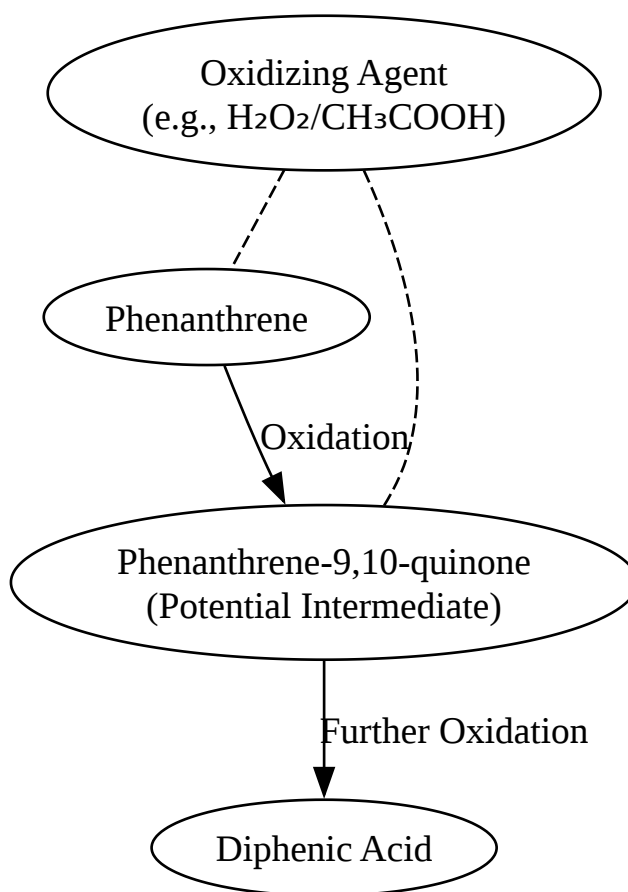 Oxidizing Agent
(e.g., H₂O₂/CH₃COOH)
Phenanthrene
Oxidation
Phenanthrene-9,10-quinone
(Potential Intermediate)
Further Oxidation
Diphenic Acid